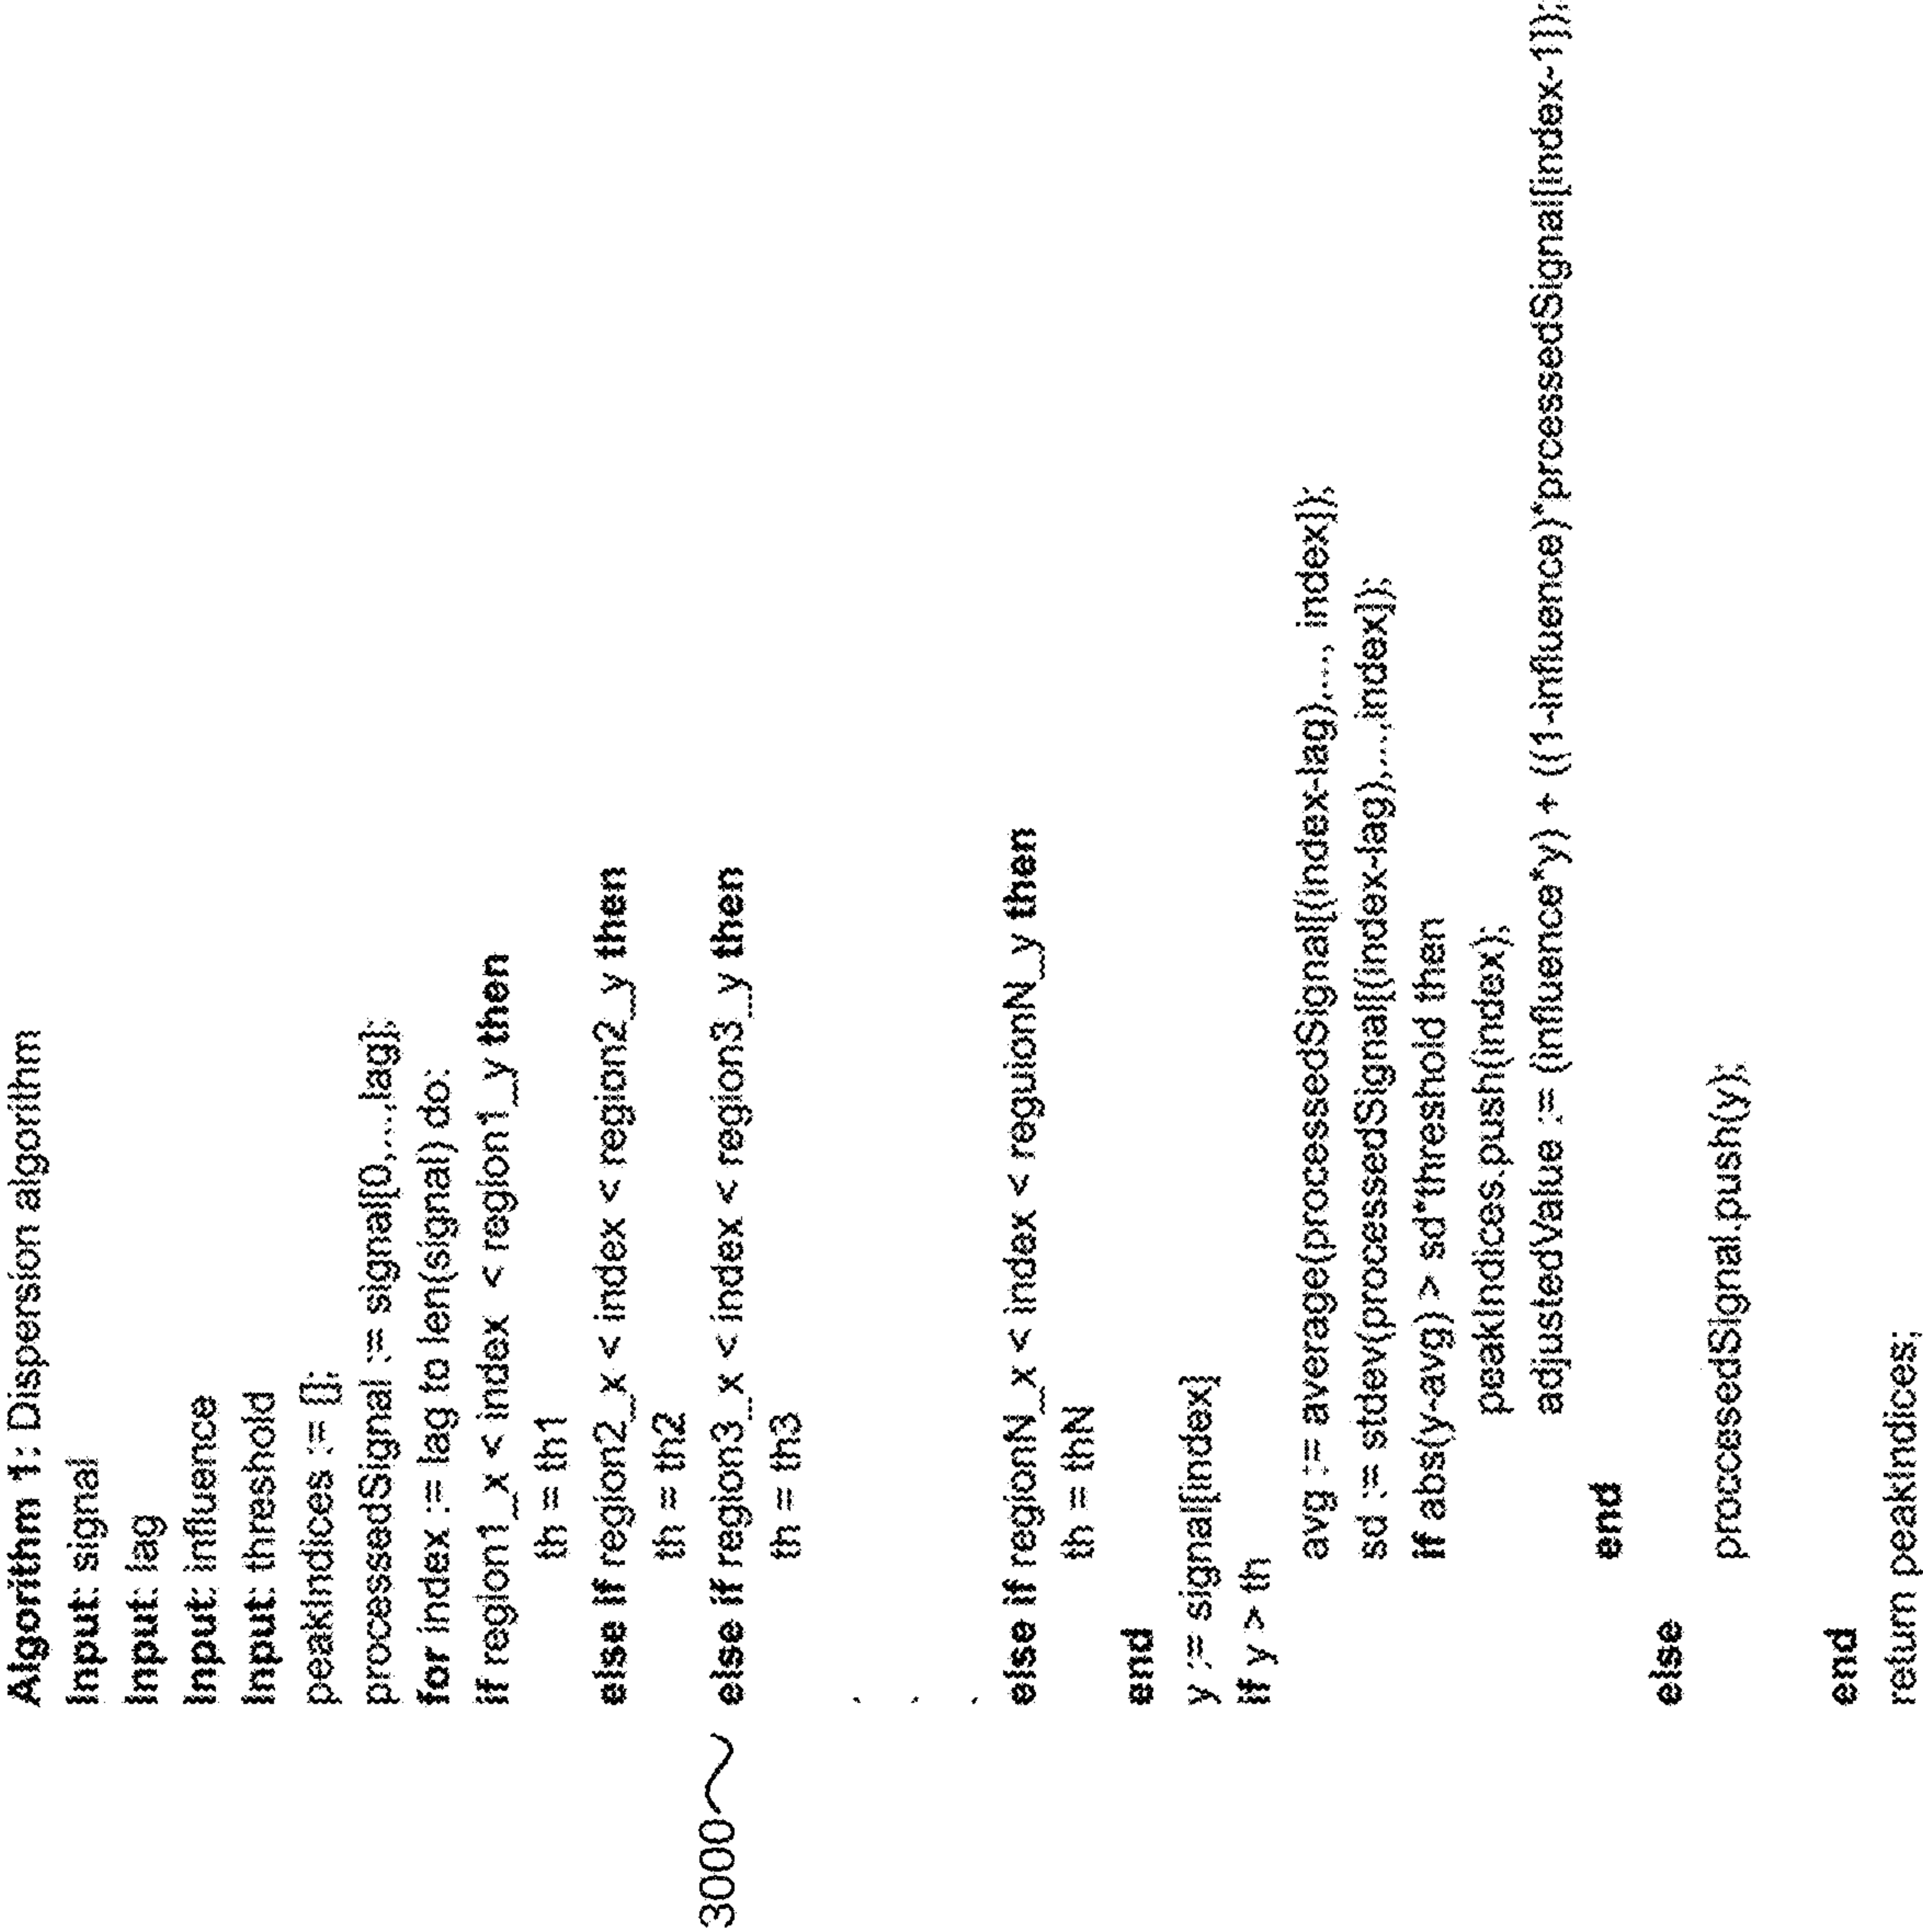 Algorithm 1: Dispersion algorithm
Input: signal
Input: lag
Input: influence
Input: threshold
peakIndices := [];
processedSignal := signal[0,...,lag];
for index := lag to len(signal) do:
if region1_x < index < region1_y then
th = th1
else if region2_x < index < region2_y then
th = th2
3000 else if region3_x < index < region3_y then
th = th3
.
.
.
else if regionN_x < index < reguionN_y then
th = thN
end
y := signal[index]
if y > th
avg := average(processedSignal[(index-lag),..., index]);
sd := stdev(processedSignal[(index-lag),...,index]);
if abs(y-avg) > sd*threshold then
peakIndices.push(index);
adjustedValue := (influence*y) + ((1-influence)*processedSignal[index-1]);
end
else
processedSignal.push(y);
end
return peakIndices;